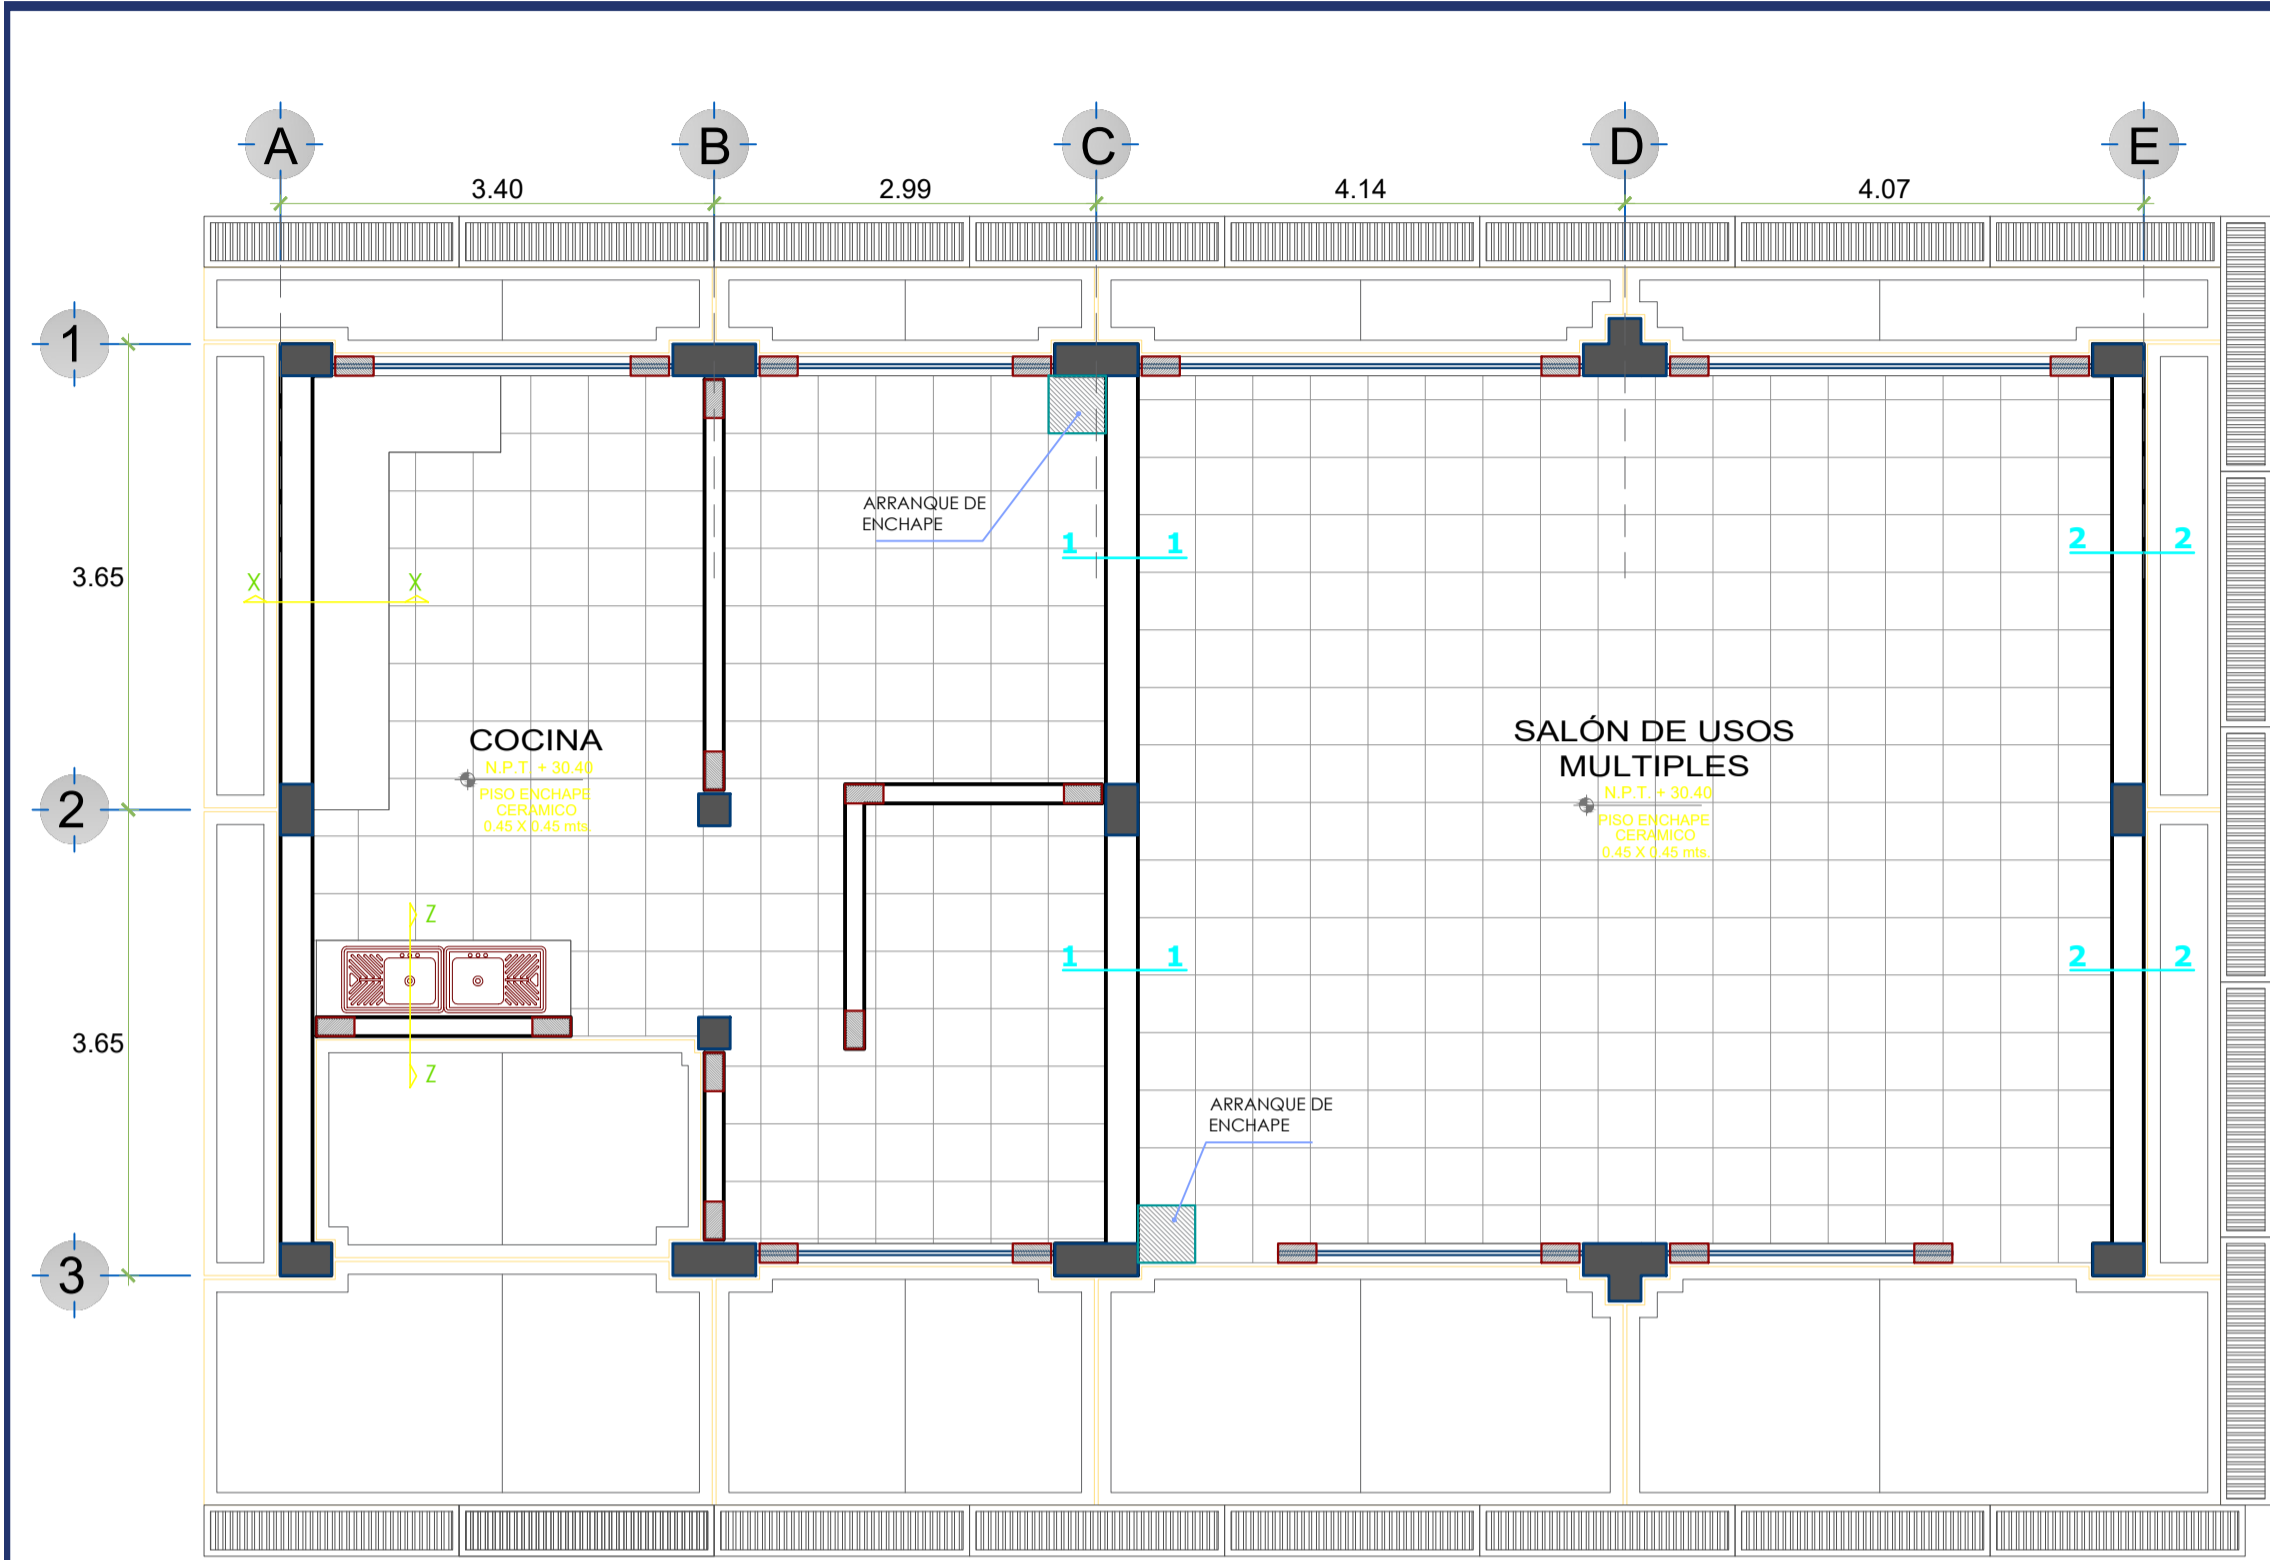 A B C D E
3.40 2.99 4.14 4.07
1
ARRANQUE DE
ENCHAPE
1 1
2 2
3.65
X X
COCINA
N.P.T. + 30.40
PISO ENCHAPE
CERAMICO
0.45 X 0.45 mts.
SALÓN DE USOS
MULTIPLES
N.P.T. + 30.40
PISO ENCHAPE
CERAMICO
0.45 X 0.45 mts.
2
Z
1 1
2 2
3.65
Z
ARRANQUE DE
ENCHAPE
3